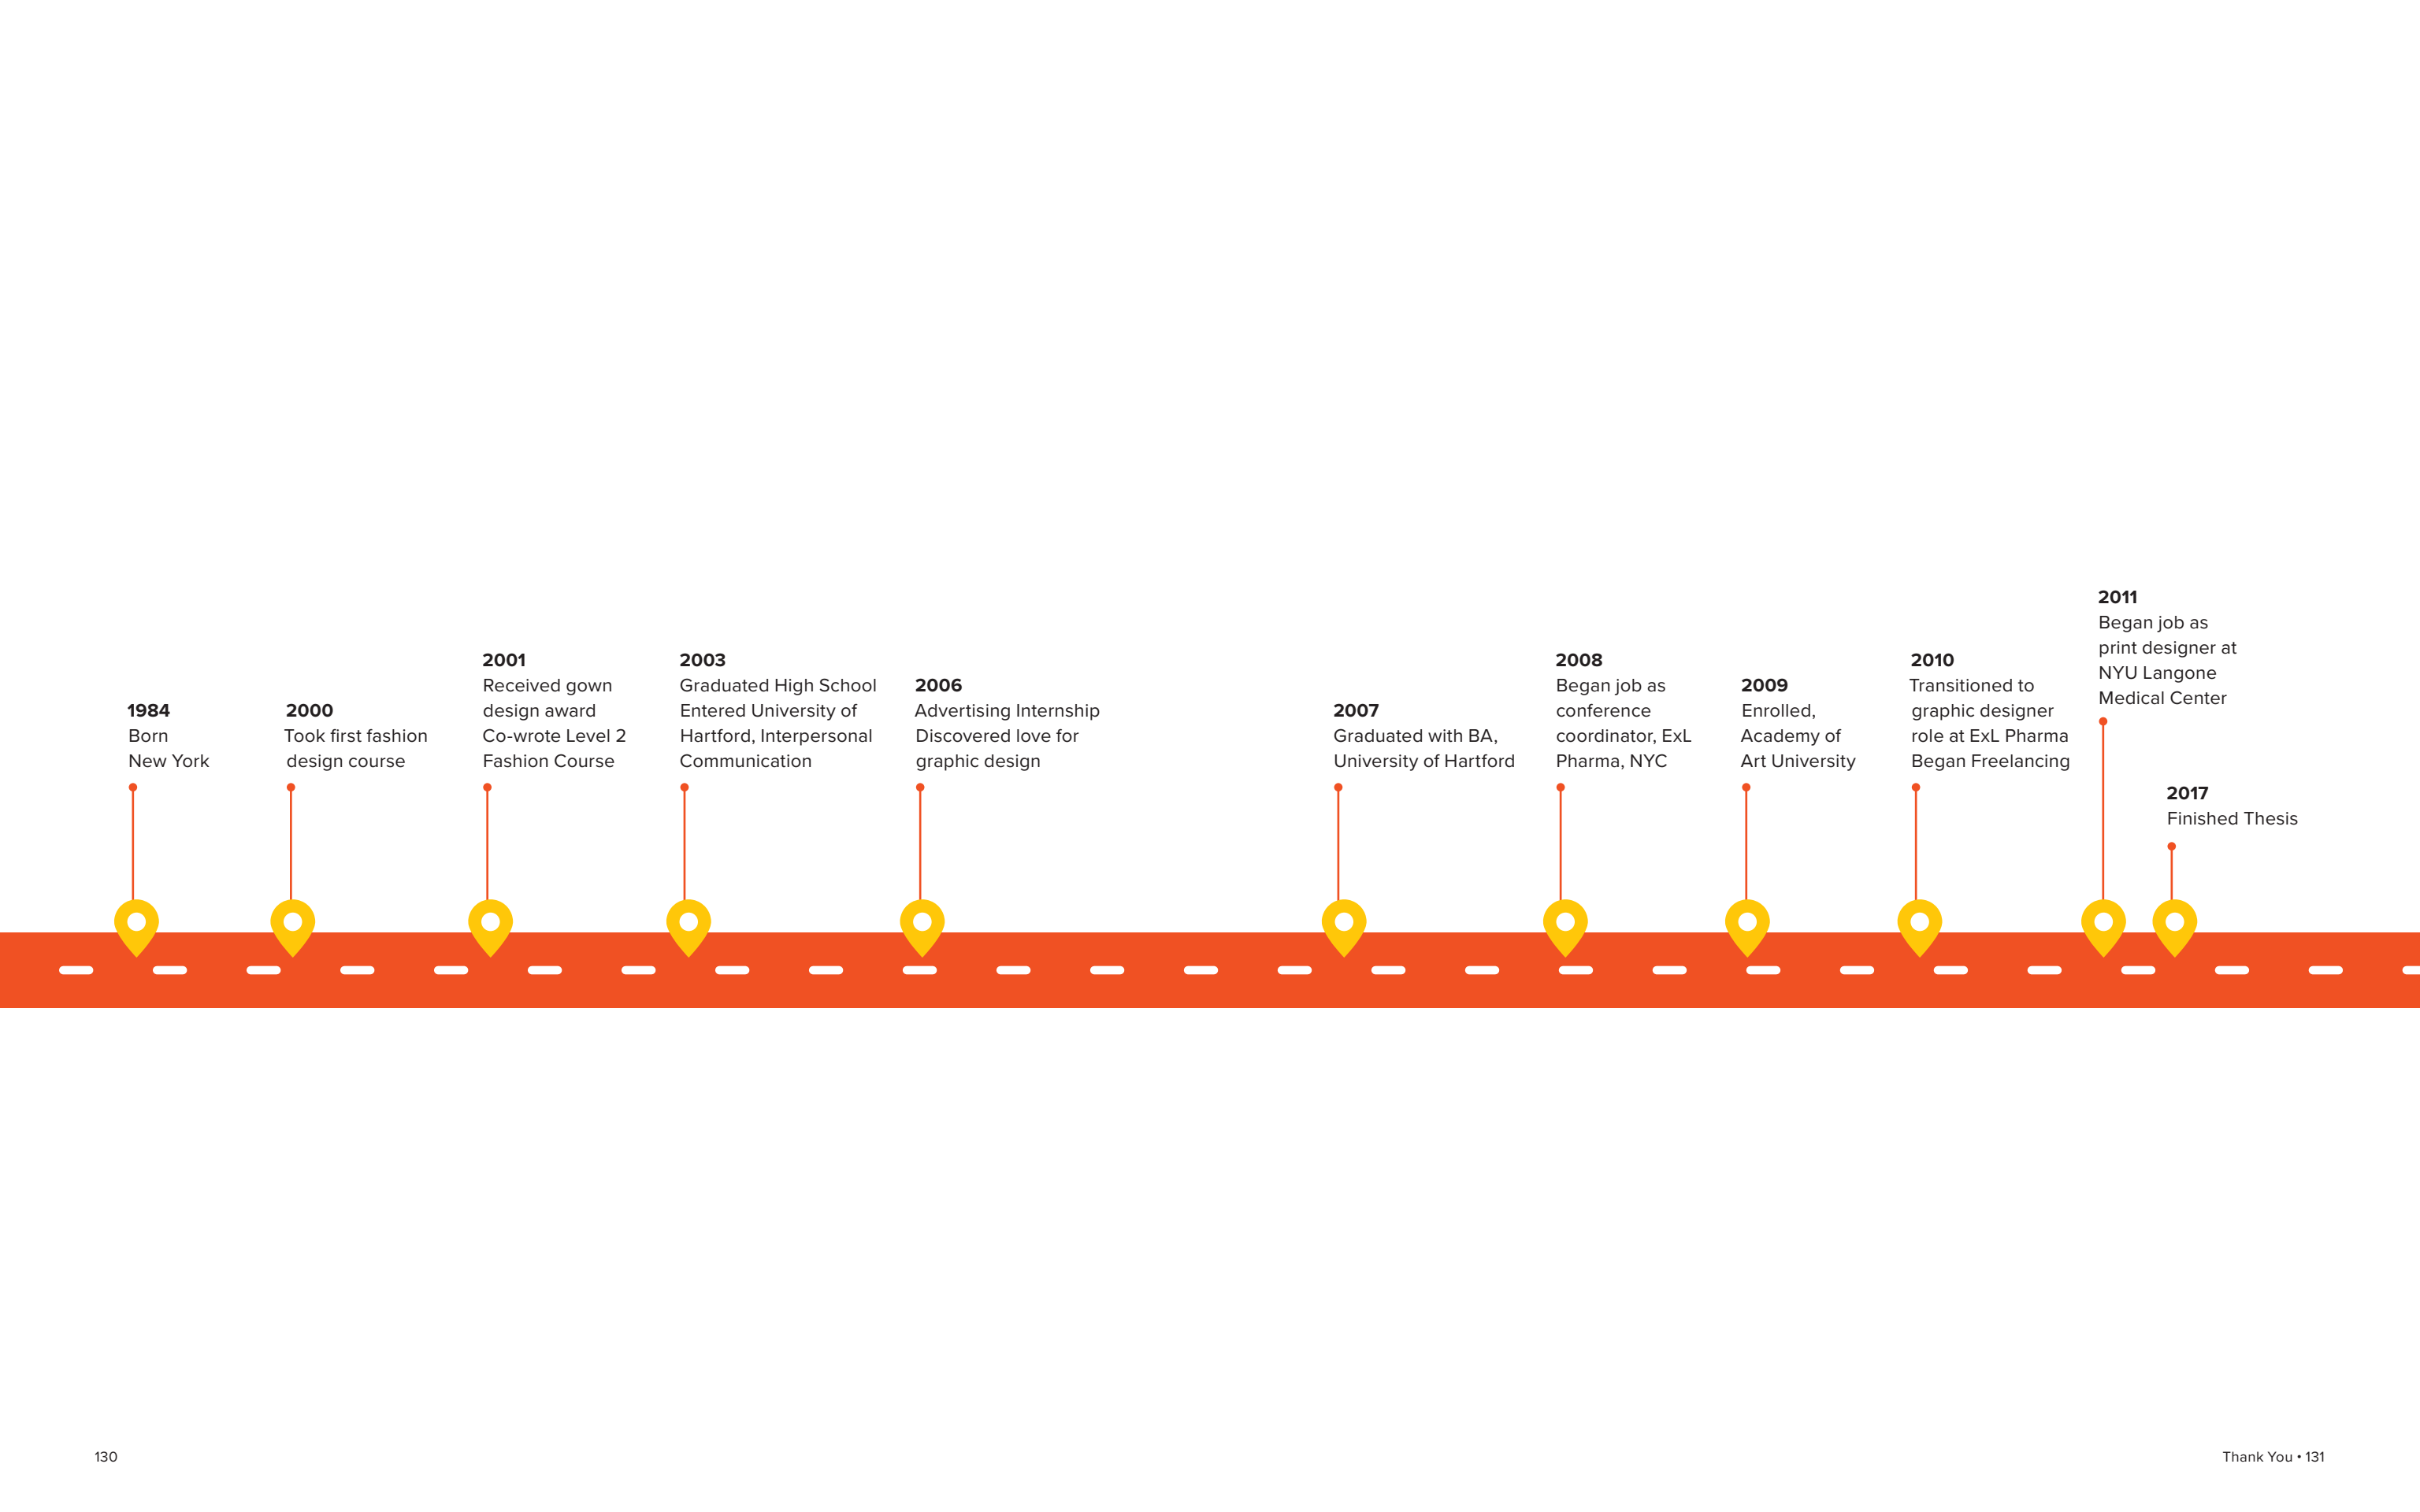 1984
Born
New York
2000
Took first fashion
design course
2001
Received gown
design award
Co-wrote Level 2
Fashion Course
2003
Graduated High School
Entered University of
Hartford, Interpersonal
Communication
2006
Advertising Internship
Discovered love for
graphic design
2007
Graduated with BA,
University of Hartford
2008
Began job as
conference
coordinator, ExL
Pharma, NYC
2009
Enrolled,
Academy of
Art University
2010
Transitioned to
graphic designer
role at ExL Pharma
Began Freelancing
2011
Began job as
print designer at
NYU Langone
Medical Center
2017
Finished Thesis
130
Thank You • 131